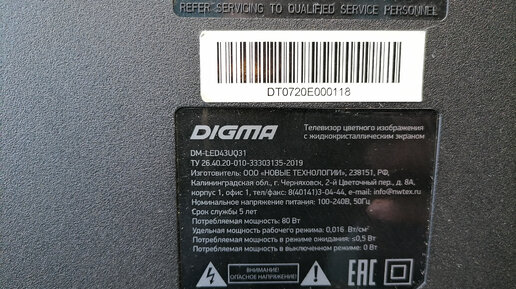 REFER SERVICING TO QUALIFIED SERVICE PERSONNEL
DT0720E000118
DIGMA
Телевизор цветного изображения
с жидкокристаллическим экраном.
DM-LED43UQ31
ТУ 26.40.20-010-33303135-2019
Изготовитель: ООО «НОВЫЕ ТЕХНОЛОГИИ», 238151, РФ,
Калининградская обл., г. Черняховск, 2-й Цветочный пер., д. 8А,
корпус 1, офис 1, тел/факс: 8(40141)3-04-44, e-mail: info@nwtex.ru
Номинальное напряжение питания: 100-240В, 50Гц
Срок службы 5 лет
Потребляемая мощность: 80 Вт
Удельная мощность рабочего режима: 0,016 Вт/см²
Потребляемая мощность в режиме ожидания: ≤0,5 Вт
Потребляемая мощность в выключенном режиме: 0 Вт
ВНИМАНИЕ!
ОПАСНОЕ НАПРЯЖЕНИЕ!
EAC